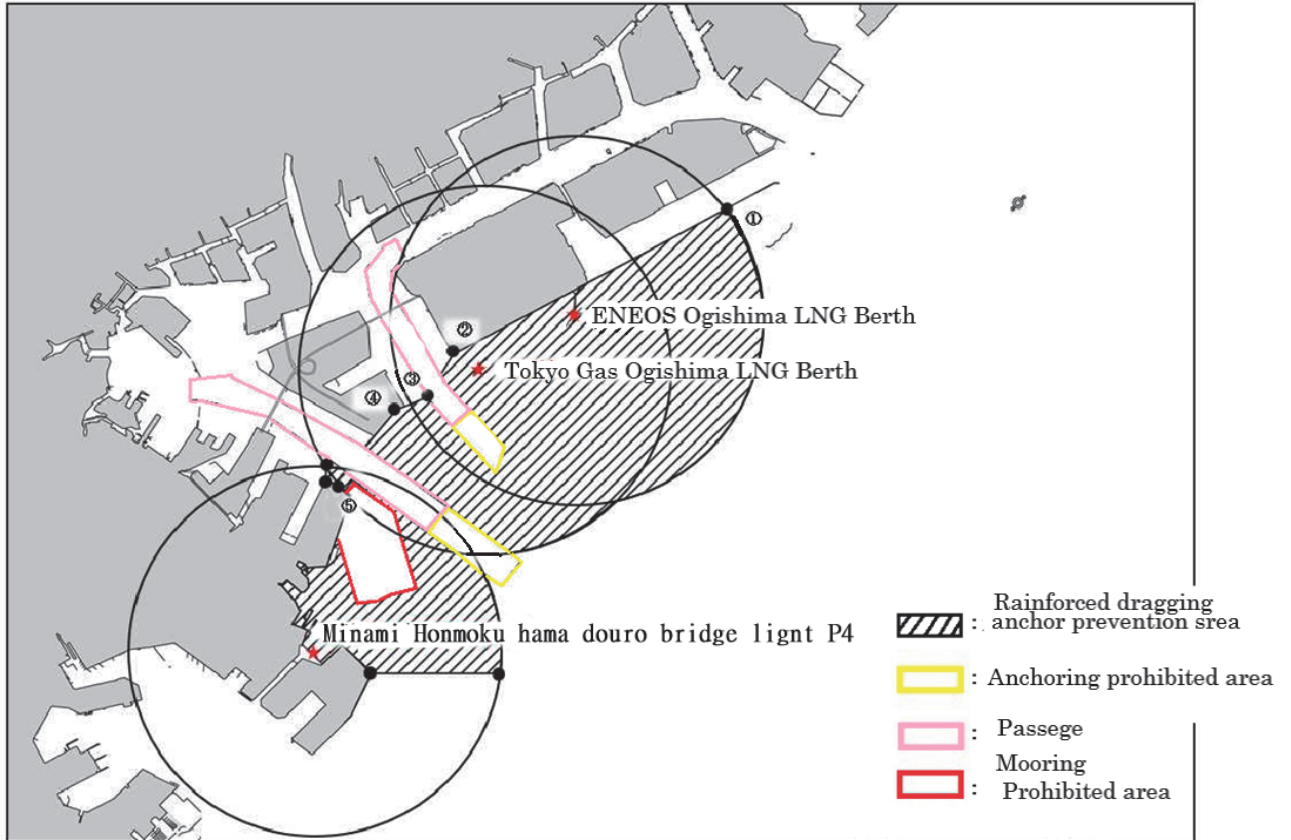 ①
ENEOS Ogishima LNG Berth
②
Tokyo Gas Ogishima LNG Berth
③
④
⑤
Minami Honmoku hama douro bridge lignt P4
Rainforced dragging
: anchor prevention srea
: Anchoring prohibited area
: Passege
Mooring
: Prohibited area